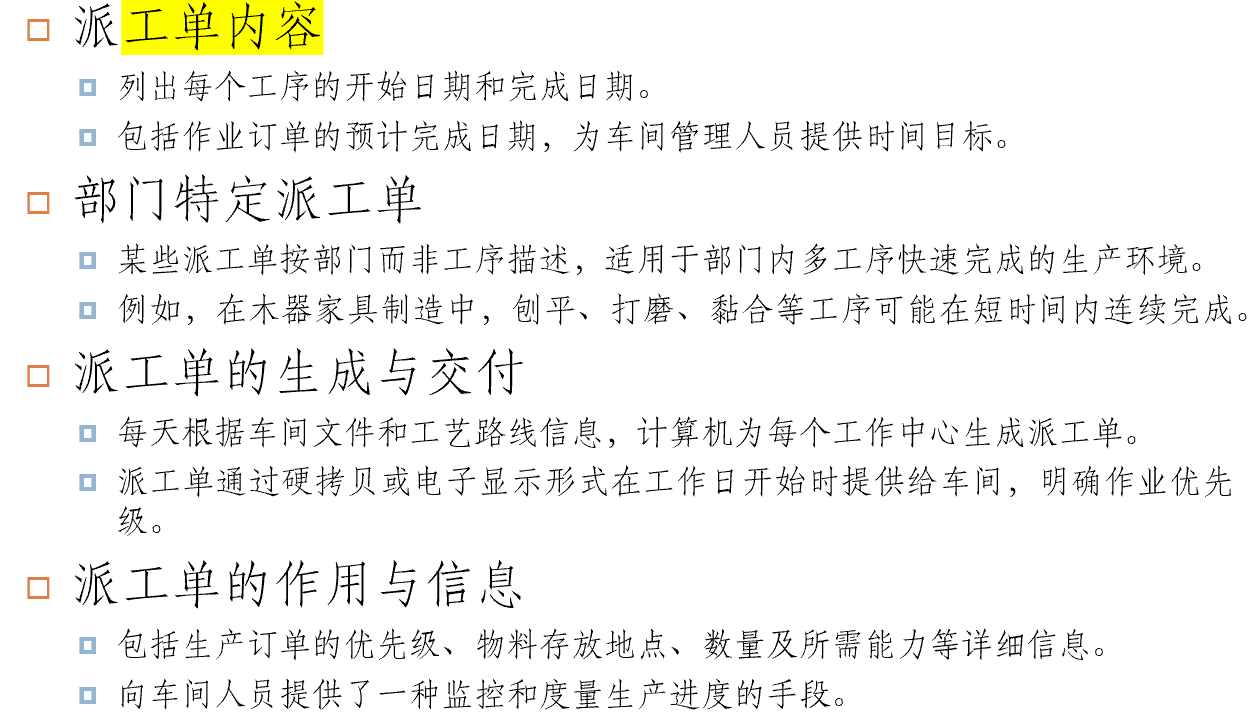 派工单内容
列出每个工序的开始日期和完成日期。
包括作业订单的预计完成日期，为车间管理人员提供时间目标。
部门特定派工单
某些派工单按部门而非工序描述，适用于部门内多工序快速完成的生产环境。
例如，在木器家具制造中，刨平、打磨、黏合等工序可能在短时间内连续完成。
派工单的生成与交付
每天根据车间文件和工艺路线信息，计算机为每个工作中心生成派工单。
派工单通过硬拷贝或电子显示形式在工作日开始时提供给车间，明确作业优先
级。
派工单的作用与信息
包括生产订单的优先级、物料存放地点、数量及所需能力等详细信息。
向车间人员提供了一种监控和度量生产进度的手段。